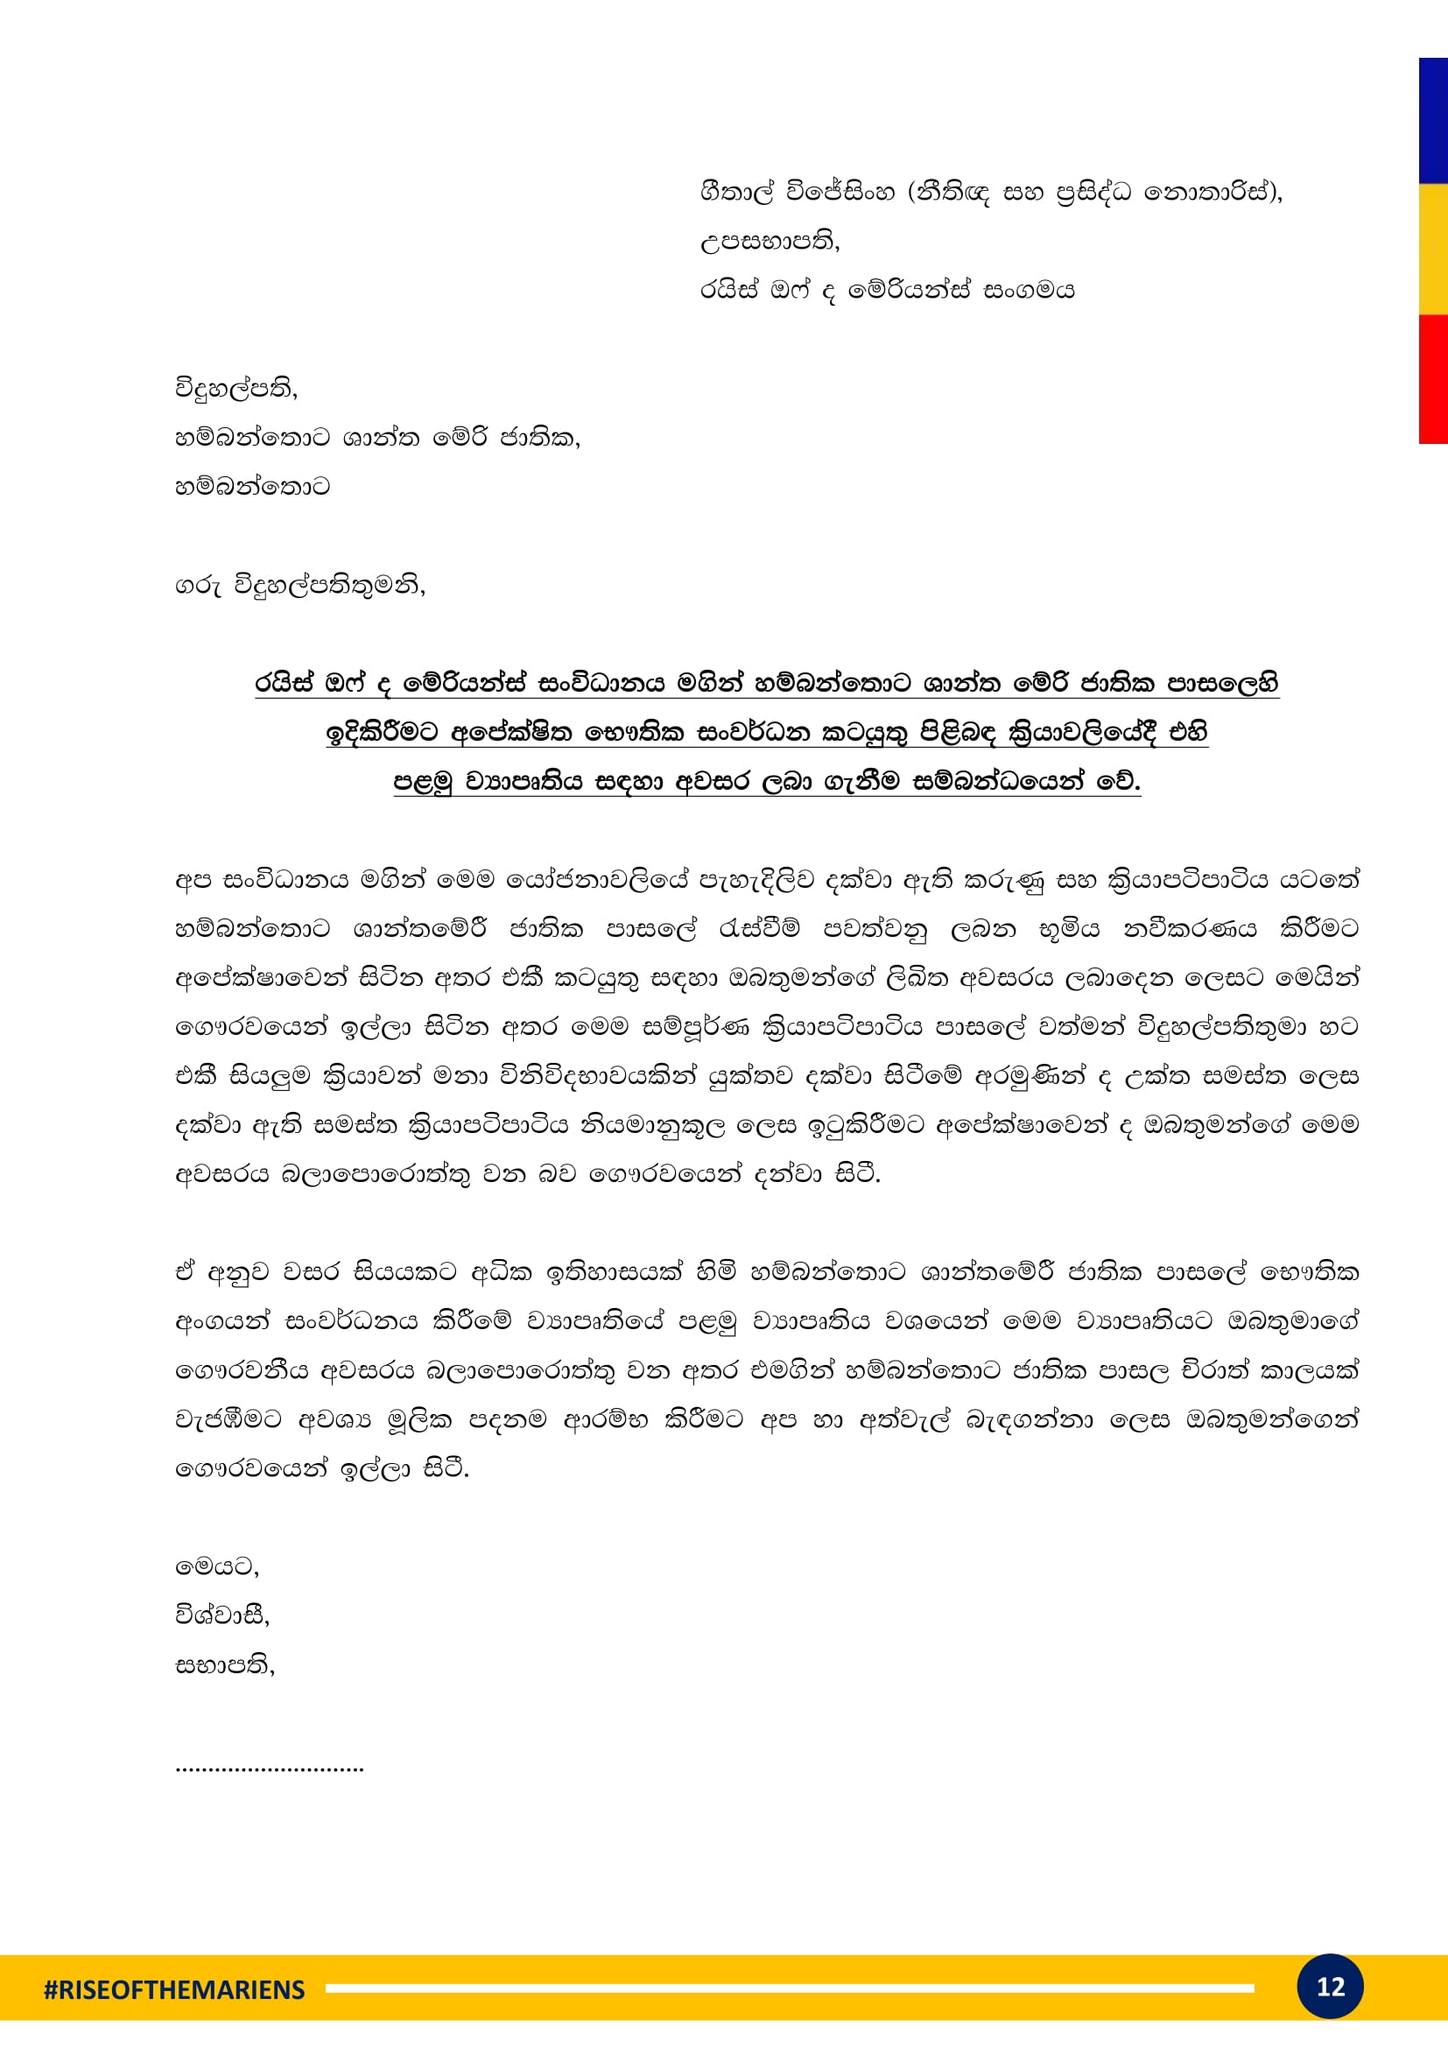 ගීතාල් විජේසිංහ (නීතිඥ සහ ප්‍රසිද්ධ නොතාරිස්),
උපසභාපති,
රයිස් ඔෆ් ද මේරියන්ස් සංගමය
විදුහල්පති,
හම්බන්තොට ශාන්ත මේරි ජාතික,
හම්බන්තොට
ගරු විදුහල්පතිතුමනි,
රයිස් ඔෆ් ද මේරියන්ස් සංවිධානය මගින් හම්බන්තොට ශාන්ත මේරි ජාතික පාසලෙහි
ඉදිකිරීමට අපේක්ෂිත භෞතික සංවර්ධන කටයුතු පිළිබඳ ක්‍රියාවලියේදී එහි
පළමු ව්‍යාපෘතිය සඳහා අවසර ලබා ගැනීම සම්බන්ධයෙන් වේ.
අප සංවිධානය මගින් මෙම යෝජනාවලියේ පැහැදිලිව දක්වා ඇති කරුණු සහ ක්‍රියාපටිපාටිය යටතේ
හම්බන්තොට ශාන්තමේරී ජාතික පාසලේ රැස්වීම් පවත්වනු ලබන භූමිය නවීකරණය කිරීමට
අපේක්ෂාවෙන් සිටින අතර එකී කටයුතු සඳහා ඔබතුමන්ගේ ලිඛිත අවසරය ලබාදෙන ලෙසට මෙයින්
ගෞරවයෙන් ඉල්ලා සිටින අතර මෙම සම්පූර්ණ ක්‍රියාපටිපාටිය පාසලේ වත්මන් විදුහල්පතිතුමා හට
එකී සියලුම ක්‍රියාවන් මනා විනිවිදභාවයකින් යුක්තව දක්වා සිටීමේ අරමුණින් ද උක්ත සමස්ත ලෙස
දක්වා ඇති සමස්ත ක්‍රියාපටිපාටිය නියමානුකූල ලෙස ඉටුකිරීමට අපේක්ෂාවෙන් ද ඔබතුමන්ගේ මෙම
අවසරය බලාපොරොත්තු වන බව ගෞරවයෙන් දන්වා සිටී.
ඒ අනුව වසර සියයකට අධික ඉතිහාසයක් හිමි හම්බන්තොට ශාන්තමේරී ජාතික පාසලේ භෞතික
අංගයන් සංවර්ධනය කිරීමේ ව්‍යාපෘතියේ පළමු ව්‍යාපෘතිය වශයෙන් මෙම ව්‍යාපෘතියට ඔබතුමාගේ
ගෞරවනීය අවසරය බලාපොරොත්තු වන අතර එමගින් හම්බන්තොට ජාතික පාසල චිරාත් කාලයක්
වැජඹීමට අවශ්‍ය මූලික පදනම ආරම්භ කිරීමට අප හා අත්වැල් බැඳගන්නා ලෙස ඔබතුමන්ගෙන්
ගෞරවයෙන් ඉල්ලා සිටී.
මෙයට,
විශ්වාසී,
සභාපති,
.............................
#RISEOFTHEMARIENS
12